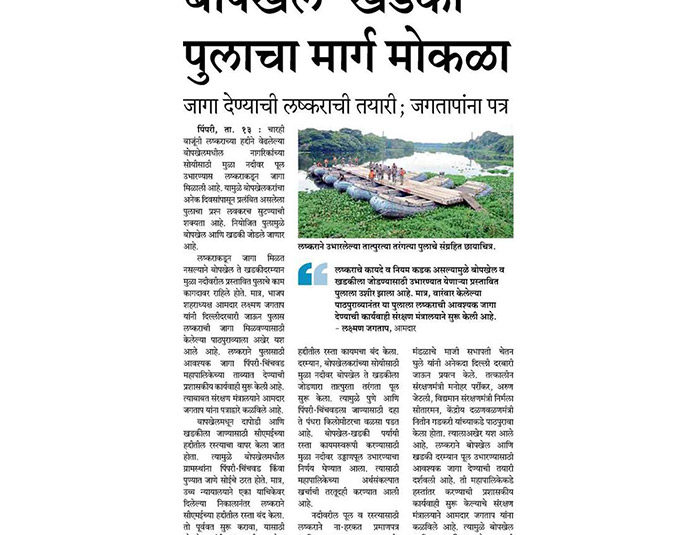 बोपखेल - खडकी
पुलाचा मार्ग मोकळा
जागा देण्याची लष्कराची तयारी; जगतापांना पत्र
पिंपरी, ता. १३ : चारही
बाजूंनी लष्कराच्या हद्दीने वेढलेल्या
बोपखेलमधील नागरिकांच्या
सोयीसाठी मुळा नदीवर पूल
उभारण्यास लष्कराकडून जागा
मिळाली आहे. यामुळे बोपखेलकरांचा
अनेक दिवसांपासून प्रलंबित असलेला
पुलाचा प्रश्न लवकरच सुटण्याची
शक्यता आहे. नियोजित पुलामुळे
बोपखेल आणि खडकी जोडले जाणार
आहे.
लष्कराकडून जागा मिळत
नसल्याने बोपखेल ते खडकीदरम्यान
मुळा नदीवरील प्रस्तावित पुलाचे काम
कागदावर राहिले होते. मात्र, भाजप
शहराध्यक्ष आमदार लक्ष्मण जगताप
यांनी दिल्लीदरबारी जाऊन पुलास
लष्कराची जागा मिळवण्यासाठी
केलेल्या पाठपुराव्याला अखेर यश
आले आहे. लष्कराने पुलासाठी
आवश्यक जागा पिंपरी-चिंचवड
महापालिकेच्या ताब्यात देण्याची
प्रशासकीय कार्यवाही सुरू केली आहे.
त्याबाबत संरक्षण मंत्रालयाने आमदार
जगताप यांना पत्राद्वारे कळविले आहे.
बोपखेलमधून दापोडी आणि
खडकीला जाण्यासाठी सीएमईच्या
हद्दीतील रस्त्याचा वापर केला जात
होता. त्यामुळे बोपखेलमधील
ग्रामस्थांना पिंपरी-चिंचवड किंवा
पुण्यात जाणे सोईचे ठरत होते. मात्र,
उच्च न्यायालयाने एका याचिकेवर
दिलेल्या निकालानंतर लष्कराने
सीएमईच्या हद्दीतील रस्ता बंद केला.
तो पूर्ववत सुरू करावा, यासाठी
लष्कराने उभारलेल्या तात्पुरत्या तरंगत्या पुलाचे संग्रहित छायाचित्र.
लष्कराचे कायदे व नियम कडक असल्यामुळे बोपखेल व
खडकीला जोडण्यासाठी उभारण्यात येणाऱ्या प्रस्तावित
पुलाला उशीर झाला आहे. मात्र, वारंवार केलेल्या
पाठपुराव्यानंतर या पुलाला लष्कराची आवश्यक जागा
देण्याची कार्यवाही संरक्षण मंत्रालयाने सुरू केली आहे.
- लक्ष्मण जगताप, आमदार
हद्दीतील रस्ता कायमचा बंद केला.
दरम्यान, बोपखेलकरांच्या सोयीसाठी
मुळा नदीवर बोपखेल ते खडकीला
जोडणारा तात्पुरता तरंगता पूल
सुरू केला. त्यामुळे पुणे आणि
पिंपरी-चिंचवडला जाण्यासाठी दहा
ते पंधरा किलोमीटरचा वळसा पडत
आहे. बोपखेल-खडकी पर्यायी
रस्ता कायमस्वरूपी करण्यासाठी
मुळा नदीवर उड्डाणपूल उभारण्याचा
निर्णय घेण्यात आला. त्यासाठी
महापालिकेच्या अर्थसंकल्पात
खर्चाची तरतूदही करण्यात आली
आहे.
नदीवरील पूल व रस्त्यासाठी
लष्कराने ना-हरकत प्रमाणपत्र
मंडळाचे माजी सभापती चेतन
घुले यांनी अनेकदा दिल्ली दरबारी
जाऊन प्रयत्न केले. तत्कालीन
संरक्षणमंत्री मनोहर पर्रीकर, अरुण
जेटली, विद्यमान संरक्षणमंत्री निर्मला
सीतारमन, केंद्रीय दळणवळणमंत्री
नितीन गडकरी यांच्याकडे पाठपुरावा
केला होता. त्यालाअखेर यश आले
आहे. लष्कराने बोपखेल आणि
खडकी दरम्यान पूल उभारण्यासाठी
आवश्यक जागा देण्याची तयारी
दर्शवली आहे. ती महापालिकेकडे
हस्तांतर करण्याची प्रशासकीय
कार्यवाही सुरू केल्याचे संरक्षण
मंत्रालयाने आमदार जगताप यांना
कळविले आहे. त्यामुळे बोपखेल